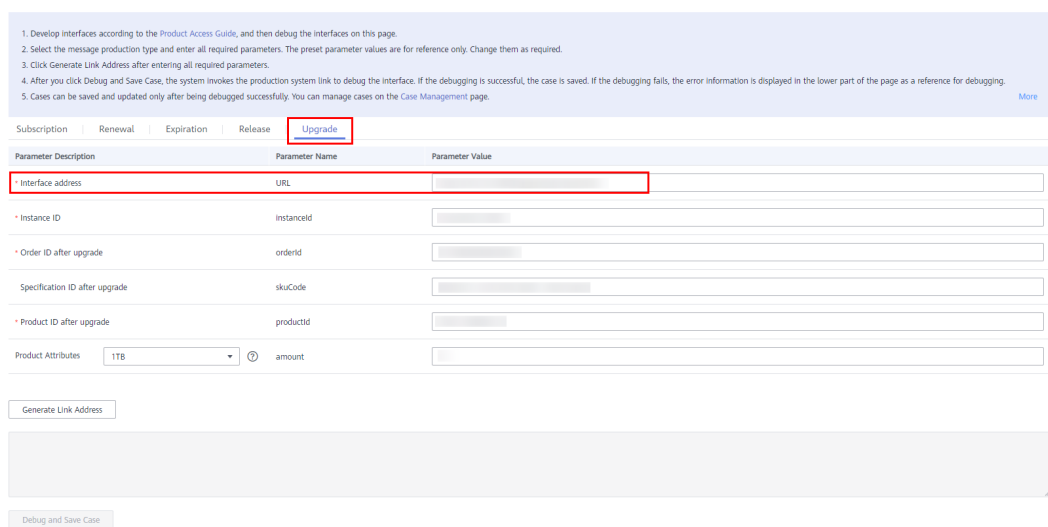 1. Develop interfaces according to the Product Access Guide, and then debug the interfaces on this page.
2. Select the message production type and enter all required parameters. The preset parameter values are for reference only. Change them as required.
3. Click Generate Link Address after entering all required parameters.
4. After you click Debug and Save Case, the system invokes the production system link to debug the interface. If the debugging is successful, the case is saved. If the debugging fails, the error information is displayed in the lower part of the page as a reference for debugging.
5. Cases can be saved and updated only after being debugged successfully. You can manage cases on the Case Management page. More
Subscription Renewal Expiration Release Upgrade
Parameter Description Parameter Name Parameter Value
* Interface address URL
* Instance ID instanceId
* Order ID after upgrade orderId
Specification ID after upgrade skuCode
* Product ID after upgrade productId
Product Attributes 1TB ? amount
Generate Link Address
Debug and Save Case